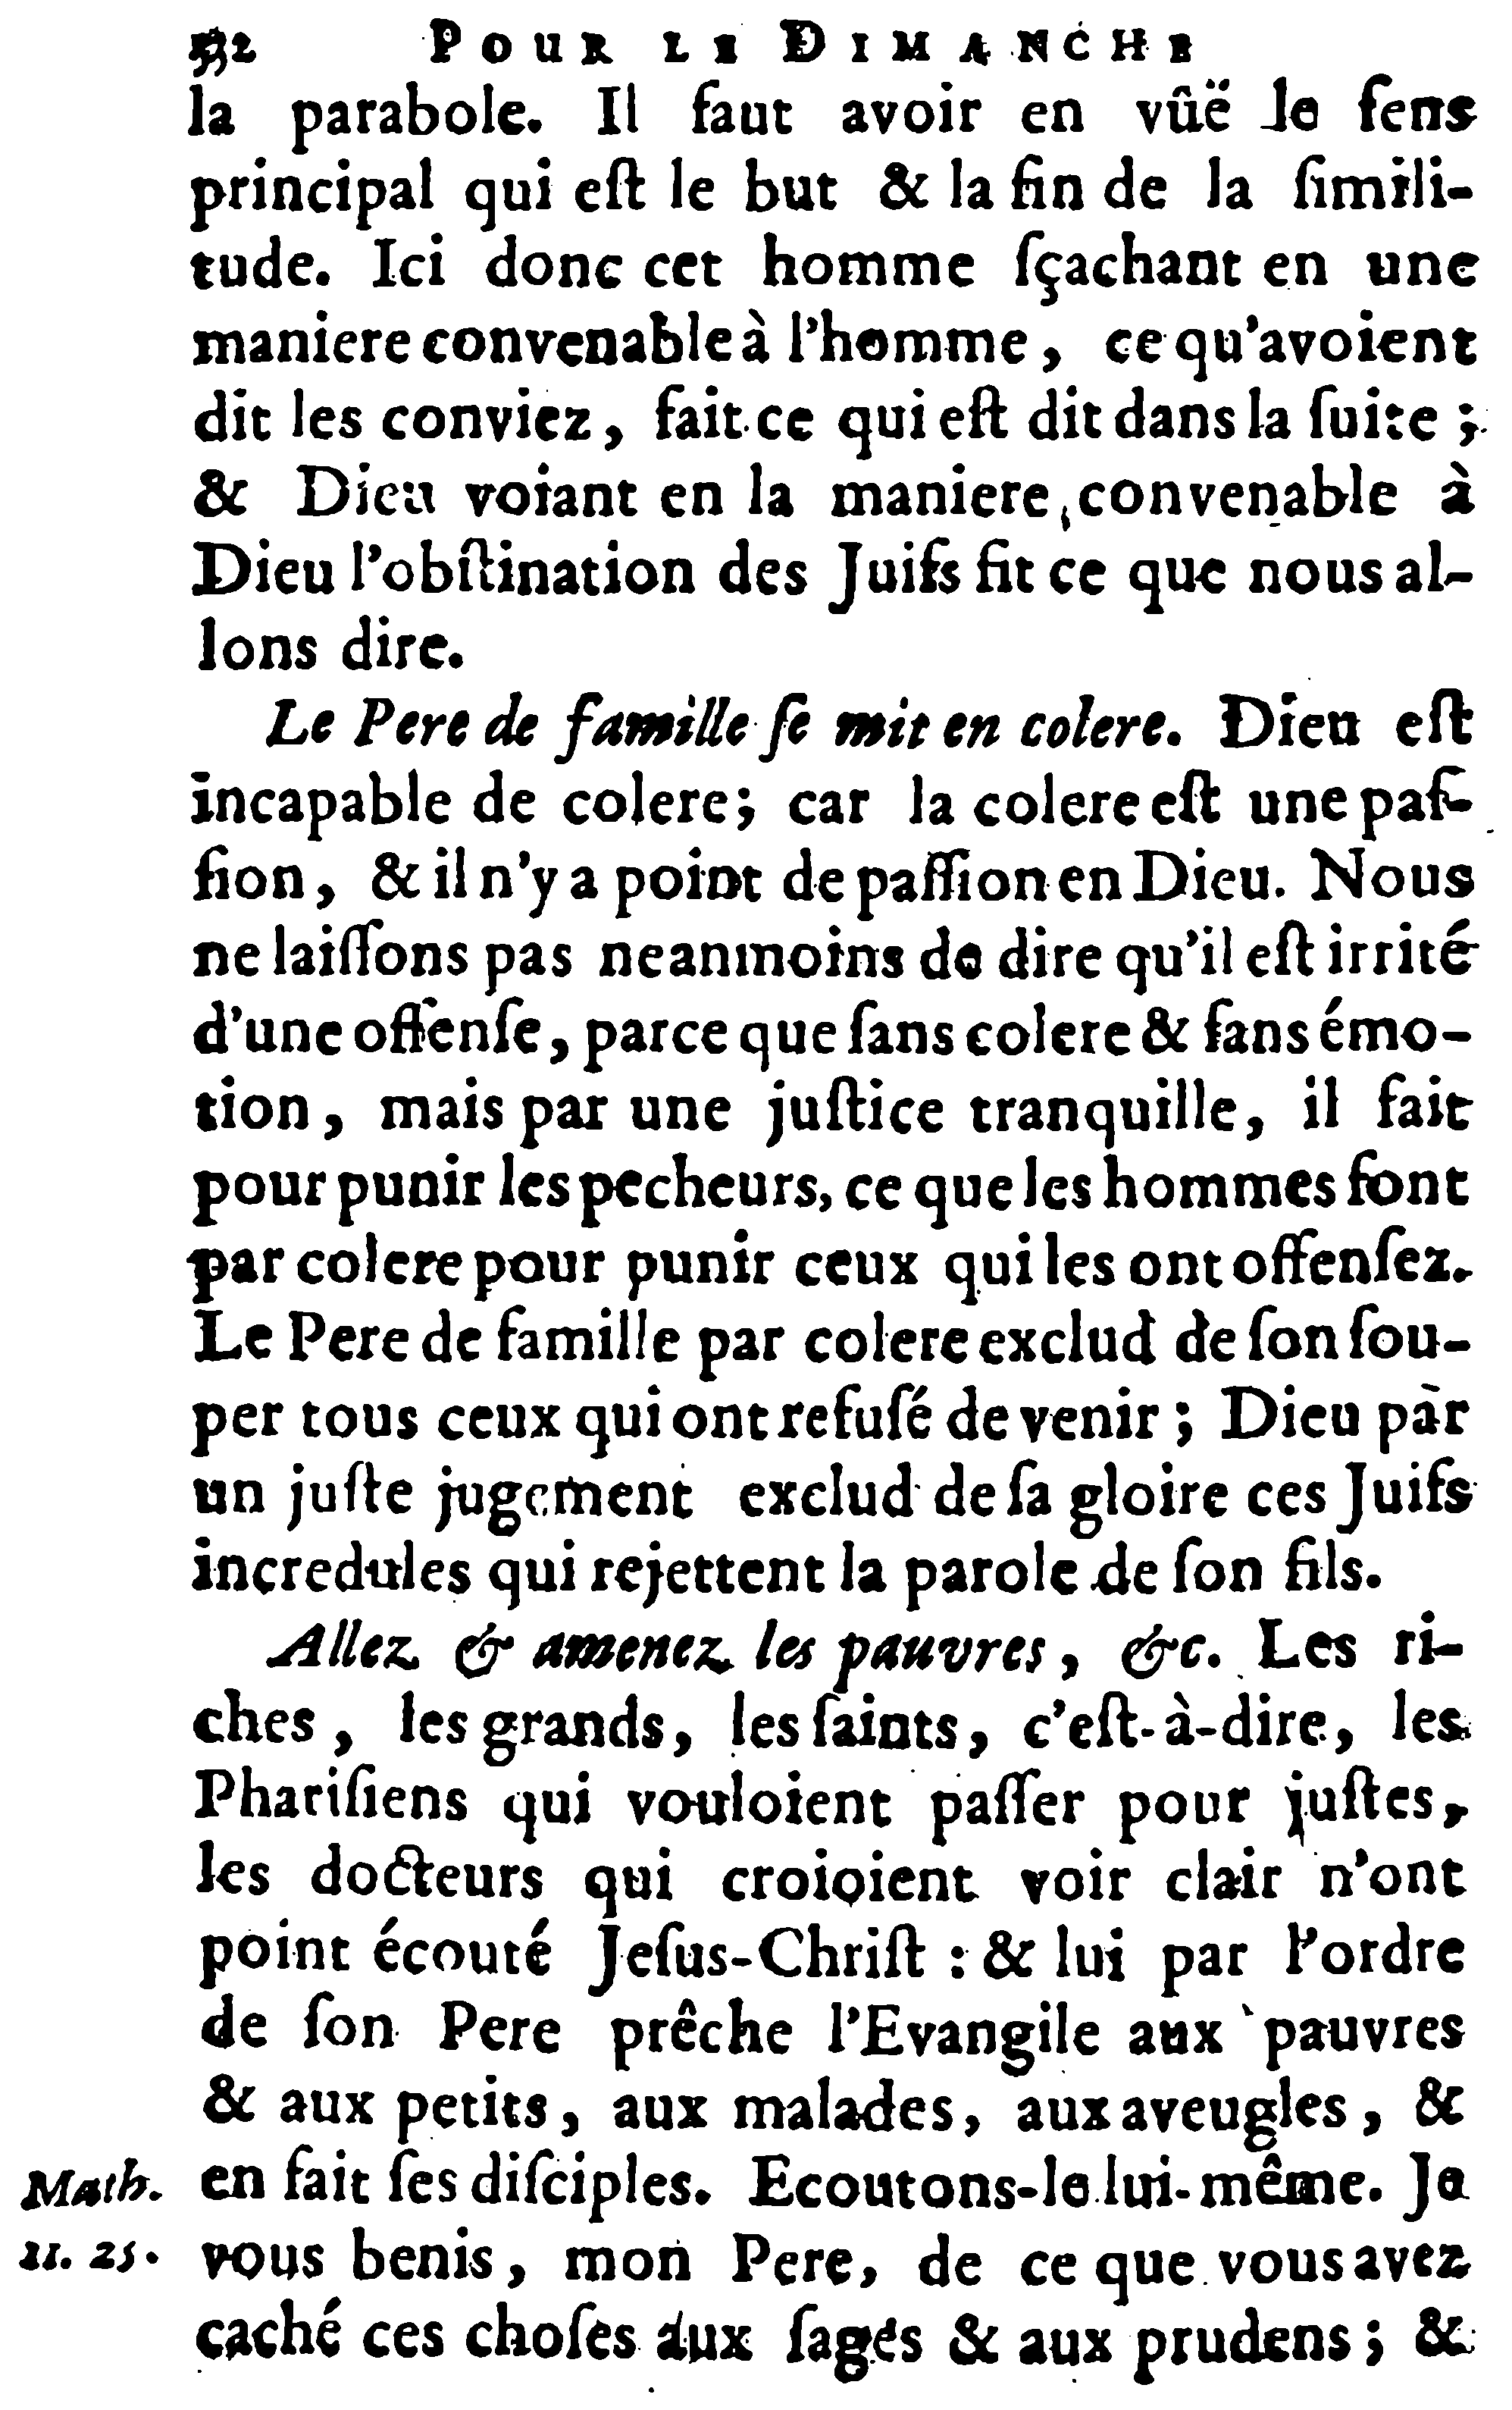 532 POUR LE DIMANCHE
la parabole. Il faut avoir en vûë le ſens
principal qui eſt le but & la fin de la ſimili-
tude. Ici donc cet homme ſçachant en une
maniere convenable à l'homme, ce qu'avoient
dit les conviez, fait ce qui eſt dit dans la ſuite ;
& Dieu voiant en la maniere convenable à
Dieu l'obſtination des Juifs fit ce que nous al-
lons dire.
Le Pere de famille ſe mit en colere. Dieu eſt
incapable de colere; car la colere eſt une paſ-
ſion, & il n'y a point de paſſion en Dieu. Nous
ne laiſſons pas neanmoins de dire qu'il eſt irrité
d'une offenſe, parce que ſans colere & ſans émo-
tion, mais par une juſtice tranquille, il fait
pour punir les pecheurs, ce que les hommes font
par colere pour punir ceux qui les ont offenſez.
Le Pere de famille par colere exclud de ſon ſou-
per tous ceux qui ont refuſé de venir ; Dieu par
un juſte jugement exclud de ſa gloire ces Juifs
incredules qui rejettent la parole de ſon fils.
Allez & amenez les pauvres, &c. Les ri-
ches, les grands, les ſaints, c'eſt-à-dire, les
Phariſiens qui vouloient paſſer pour juſtes,
les docteurs qui croioient voir clair n'ont
point écouté Jeſus-Chriſt : & lui par l'ordre
de ſon Pere prêche l'Evangile aux pauvres
& aux petits, aux malades, aux aveugles, &
en fait ſes diſciples. Ecoutons-le lui-même. Je
vous benis, mon Pere, de ce que vous avez
caché ces choſes aux ſages & aux prudens ; &
Math.
11. 25.